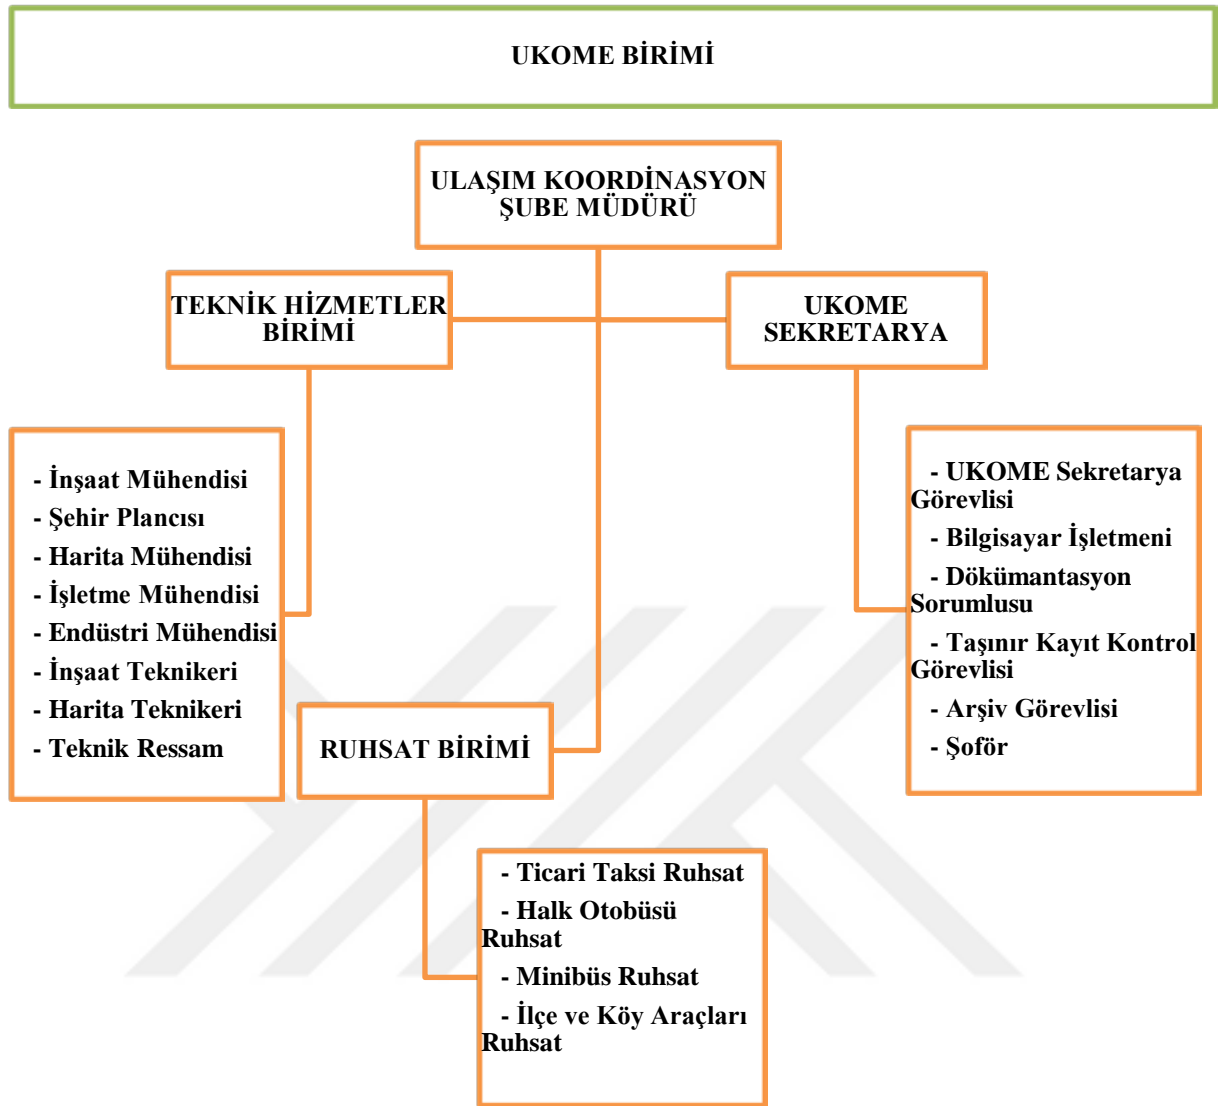 UKOME BİRİMİ
ULAŞIM KOORDİNASYON
ŞUBE MÜDÜRÜ
TEKNİK HİZMETLER
BİRİMİ
UKOME
SEKRETARYA
- İnşaat Mühendisi
- Şehir Plancısı
- Harita Mühendisi
- İşletme Mühendisi
- Endüstri Mühendisi
- İnşaat Teknikeri
- Harita Teknikeri
- Teknik Ressam
- UKOME Sekretarya
Görevlisi
- Bilgisayar İşletmeni
- Dökümantasyon
Sorumlusu
- Taşınır Kayıt Kontrol
Görevlisi
- Arşiv Görevlisi
- Şoför
RUHSAT BİRİMİ
- Ticari Taksi Ruhsat
- Halk Otobüsü
Ruhsat
- Minibüs Ruhsat
- İlçe ve Köy Araçları
Ruhsat